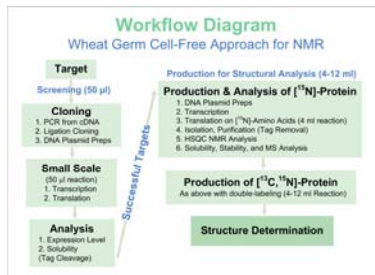 Workflow Diagram
Wheat Germ Cell-Free Approach for NMR
Target
Screening (50 µl)
Cloning
1. PCR from cDNA
2. Ligation Cloning
3. DNA Plasmid Preps
Small Scale
(50 µl reaction)
1. Transcription
2. Translation
Analysis
1. Expression Level
2. Solubility
(Tag Cleavage)
Successful Targets
Production for Structural Analysis (4-12 ml)
Production & Analysis of [¹⁵N]-Protein
1. DNA Plasmid Preps
2. Transcription
3. Translation on [¹⁵N]-Amino Acids (4 ml reaction)
4. Isolation, Purification (Tag Removal)
5. HSQC NMR Analysis
6. Solubility, Stability, and MS Analysis
Production of [¹³C,¹⁵N]-Protein
As above with double-labeling (4-12 ml Reaction)
Structure Determination